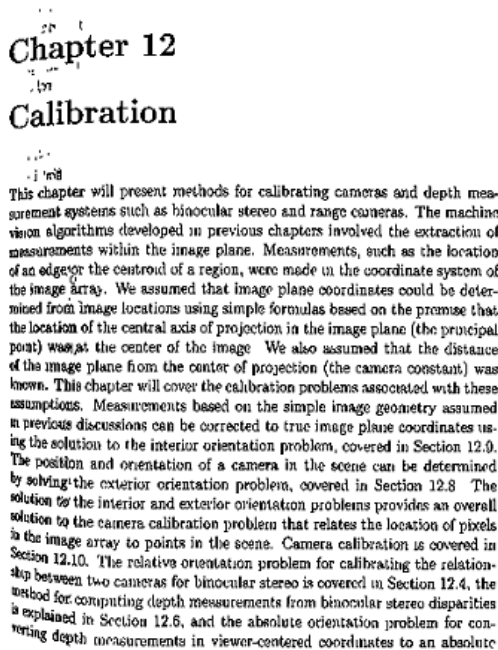 Chapter 12
Calibration
This chapter will present methods for calibrating cameras and depth mea-
surement systems such as binocular stereo and range cameras. The machine
vision algorithms developed in previous chapters involved the extraction of
measurements within the image plane. Measurements, such as the location
of an edge or the centroid of a region, were made in the coordinate system of
the image array. We assumed that image plane coordinates could be deter-
mined from image locations using simple formulas based on the premise that
the location of the central axis of projection in the image plane (the principal
point) was at the center of the image We also assumed that the distance
of the image plane from the center of projection (the camera constant) was
known. This chapter will cover the calibration problems associated with these
assumptions. Measurements based on the simple image geometry assumed
in previous discussions can be corrected to true image plane coordinates us-
ing the solution to the interior orientation problem, covered in Section 12.9.
The position and orientation of a camera in the scene can be determined
by solving the exterior orientation problem, covered in Section 12.8 The
solution to the interior and exterior orientation problems provides an overall
solution to the camera calibration problem that relates the location of pixels
in the image array to points in the scene. Camera calibration is covered in
Section 12.10. The relative orientation problem for calibrating the relation-
ship between two cameras for binocular stereo is covered in Section 12.4, the
method for computing depth measurements from binocular stereo disparities
is explained in Section 12.6, and the absolute orientation problem for con-
verting depth measurements in viewer-centered coordinates to an absolute